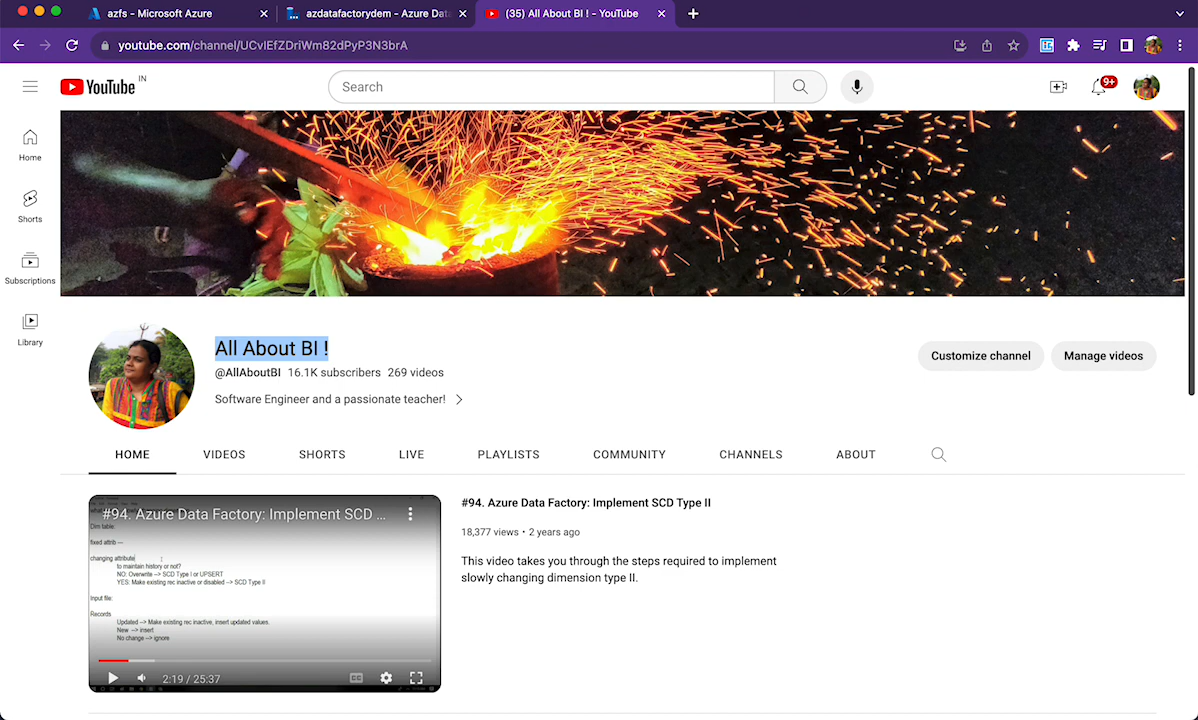 azfs - Microsoft Azure
azdatafactorydem - Azure Dat
(35) All About BI ! - YouTube
youtube.com/channel/UCvIEfZDriWm82dPyP3N3brA
YouTube IN
Search
9+
Home
Shorts
Subscriptions
Library
All About BI !
@AllAboutBI 16.1K subscribers 269 videos
Software Engineer and a passionate teacher!
Customize channel
Manage videos
HOME VIDEOS SHORTS LIVE PLAYLISTS COMMUNITY CHANNELS ABOUT
#94. Azure Data Factory: Implement SCD ...
Dim table:
fixed attrib ---
changing attribute
to maintain history or not?
NO: Overwrite --> SCD Type I or UPSERT
YES: Make existing rec inactive or disabled --> SCD Type II
Input file:
Records
Updated --> Make existing rec inactive, insert updated values.
New --> insert
No change --> ignore
2:19 / 25:37
CC
#94. Azure Data Factory: Implement SCD Type II
18,377 views • 2 years ago
This video takes you through the steps required to implement
slowly changing dimension type II.